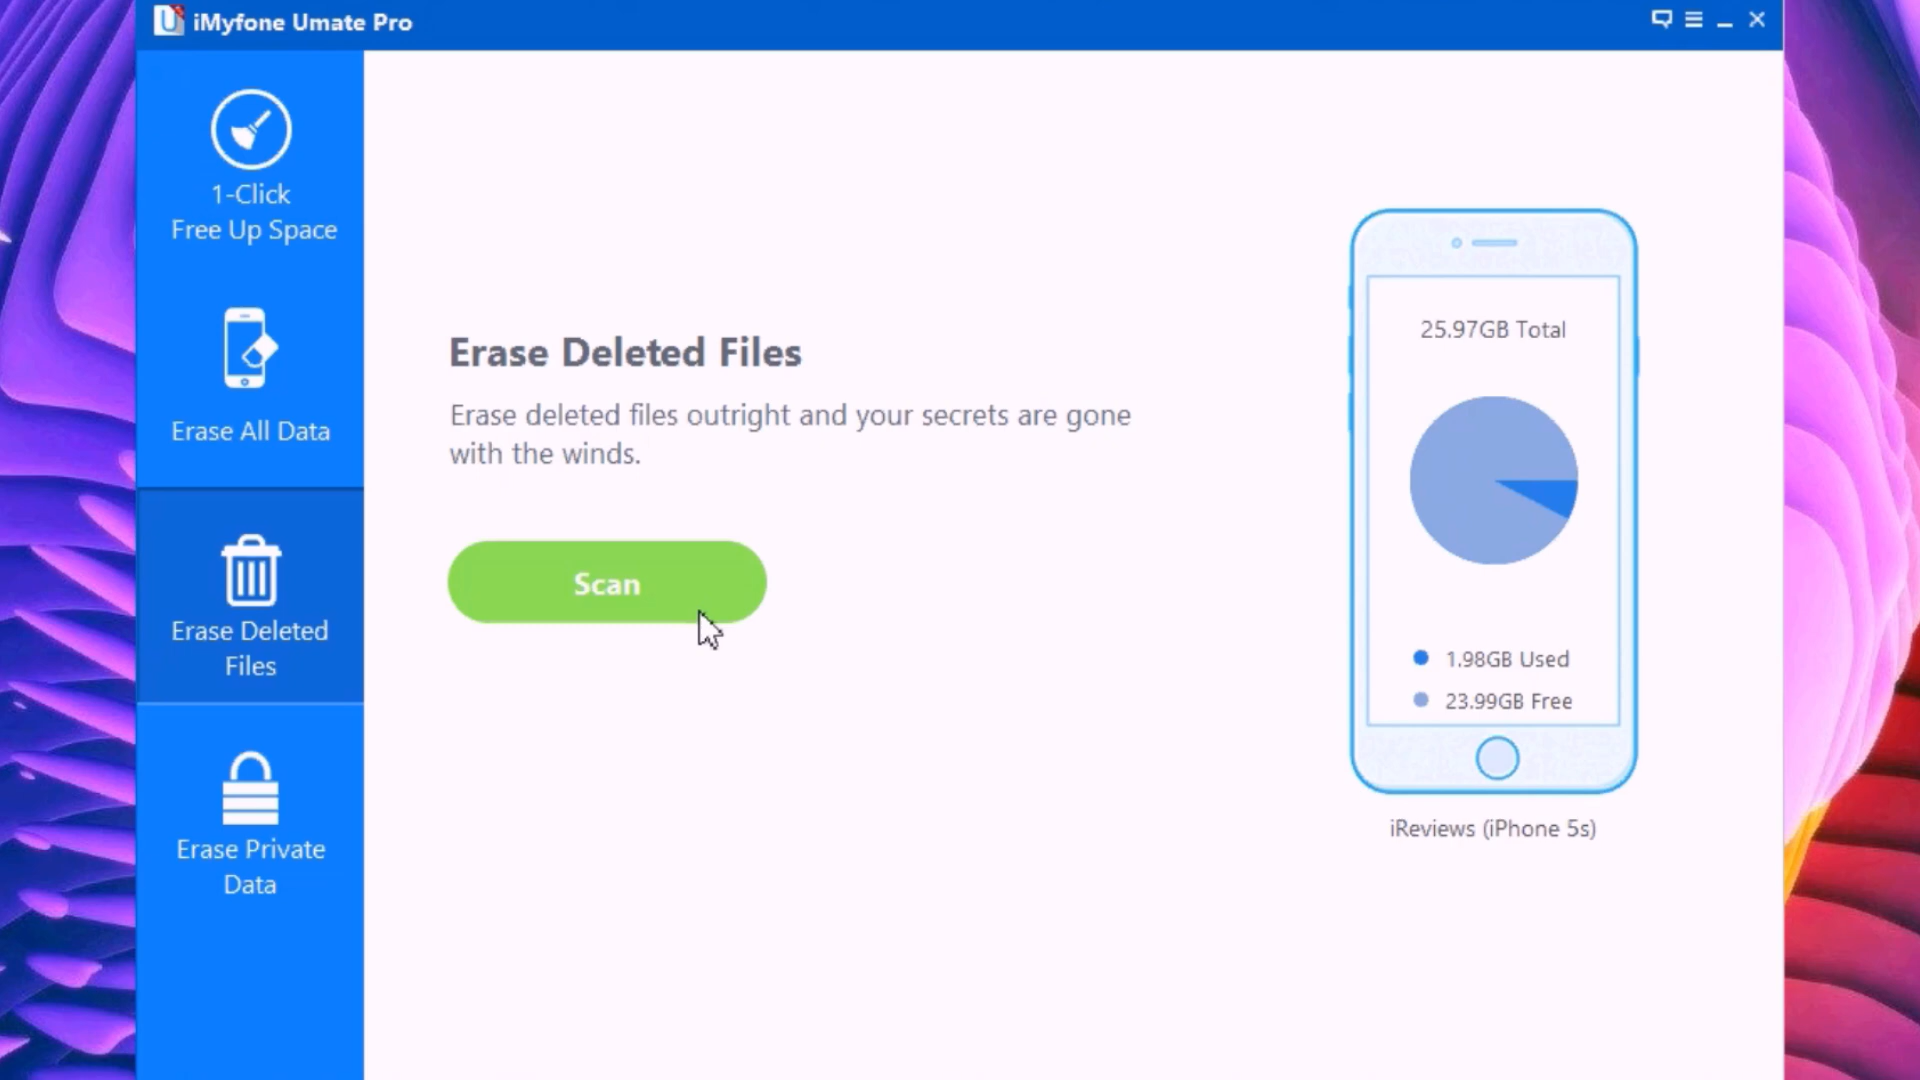 iMyfone Umate Pro
1-Click
Free Up Space
Erase All Data
Erase Deleted
Files
Erase Private
Data
Erase Deleted Files
Erase deleted files outright and your secrets are gone
with the winds.
Scan
25.97GB Total
1.98GB Used
23.99GB Free
iReviews (iPhone 5s)